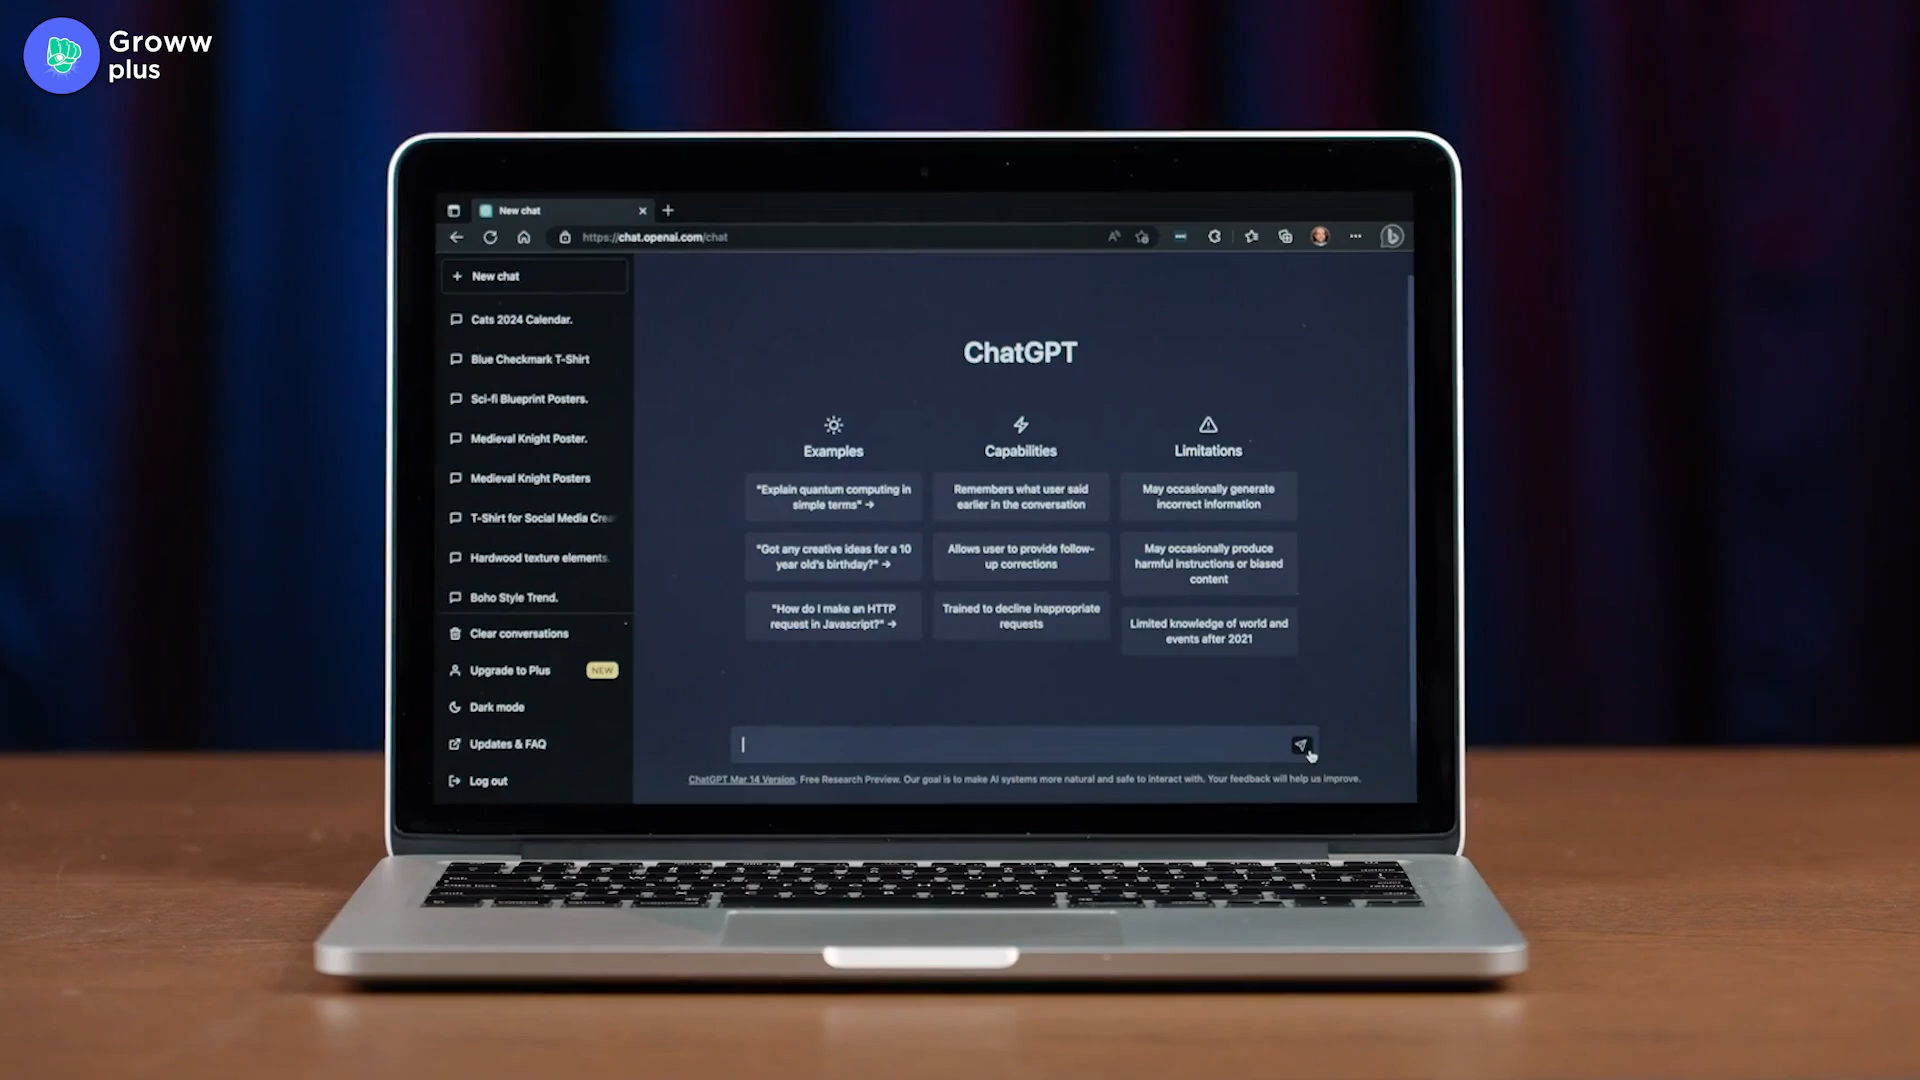 Groww
plus
New chat
https://chat.openai.com/chat
New chat
Cats 2024 Calendar.
Blue Checkmark T-Shirt
Sci-fi Blueprint Posters.
Medieval Knight Poster.
Medieval Knight Posters
T-Shirt for Social Media Crea
Hardwood texture elements.
Boho Style Trend.
Clear conversations
Upgrade to Plus NEW
Dark mode
Updates & FAQ
Log out
ChatGPT
Examples
"Explain quantum computing in
simple terms" →
"Got any creative ideas for a 10
year old's birthday?" →
"How do I make an HTTP
request in Javascript?" →
Capabilities
Remembers what user said
earlier in the conversation
Allows user to provide follow-
up corrections
Trained to decline inappropriate
requests
Limitations
May occasionally generate
incorrect information
May occasionally produce
harmful instructions or biased
content
Limited knowledge of world and
events after 2021
ChatGPT Mar 14 Version. Free Research Preview. Our goal is to make AI systems more natural and safe to interact with. Your feedback will help us improve.